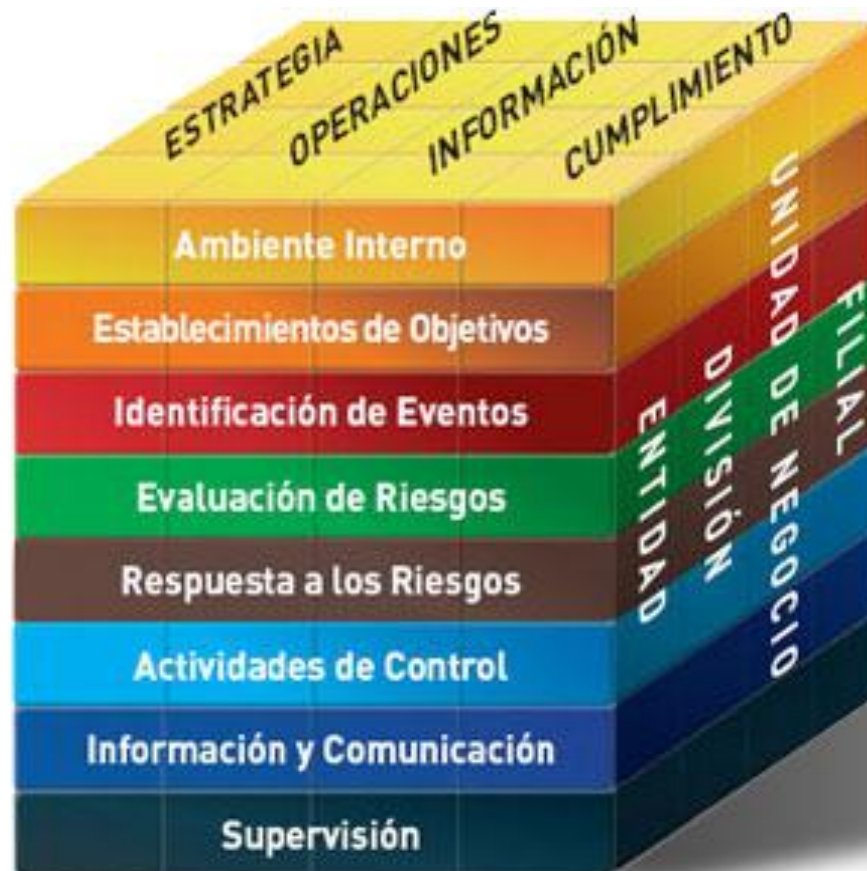 ESTRATEGIA
OPERACIONES
INFORMACIÓN
CUMPLIMIENTO
Ambiente Interno
Establecimientos de Objetivos
Identificación de Eventos
Evaluación de Riesgos
Respuesta a los Riesgos
Actividades de Control
Información y Comunicación
Supervisión
ENTIDAD
DIVISIÓN
UNIDAD DE NEGOCIO
FILIAL